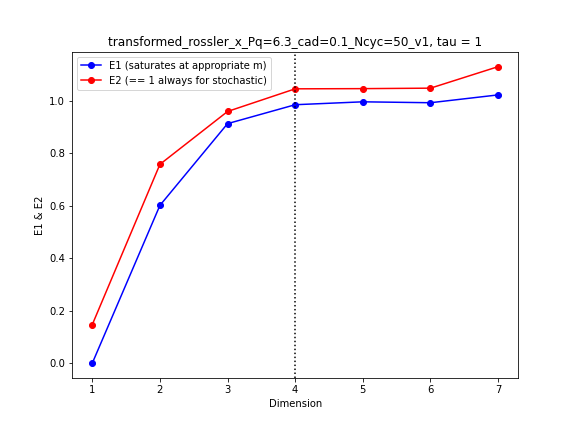 transformed_rossler_x_Pq=6.3_cad=0.1_Ncyc=50_v1, tau = 1
E1 (saturates at appropriate m)
E2 (== 1 always for stochastic)
1.0
0.8
0.6
0.4
0.2
0.0
E1 & E2
1 2 3 4 5 6 7
Dimension